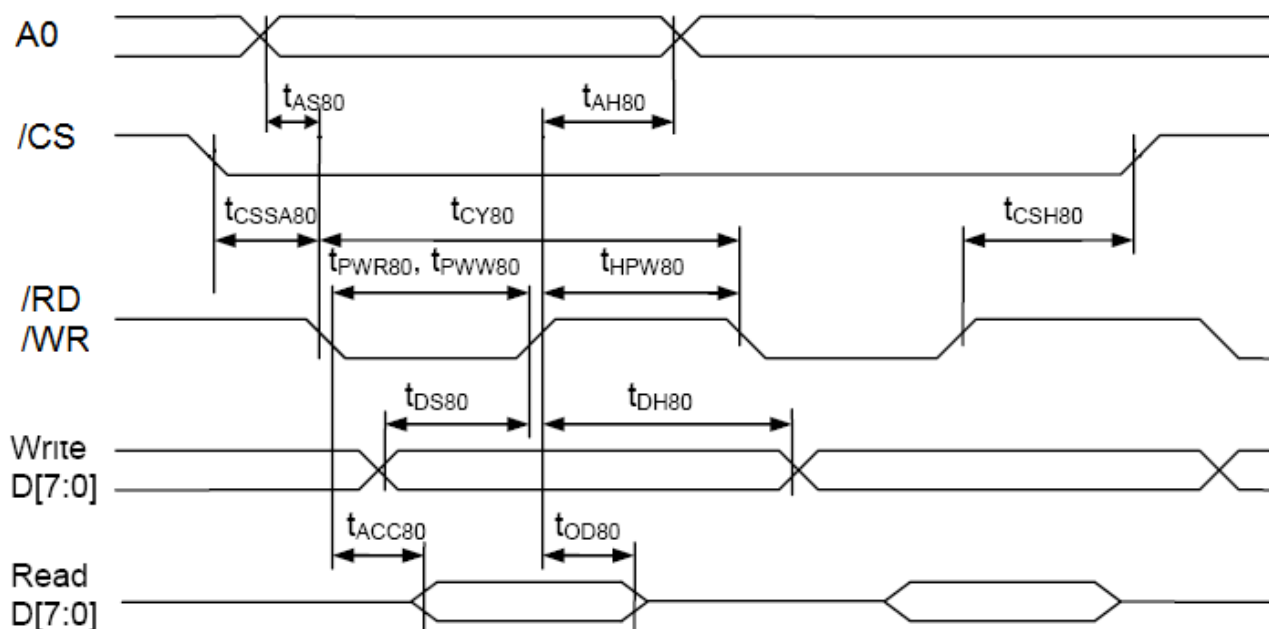 A0
tAS80
tAH80
/CS
tCSSA80
tCY80
tCSH80
tPWR80, tPWW80
tHPW80
/RD
/WR
tDS80
tDH80
Write
D[7:0]
tACC80
tOD80
Read
D[7:0]